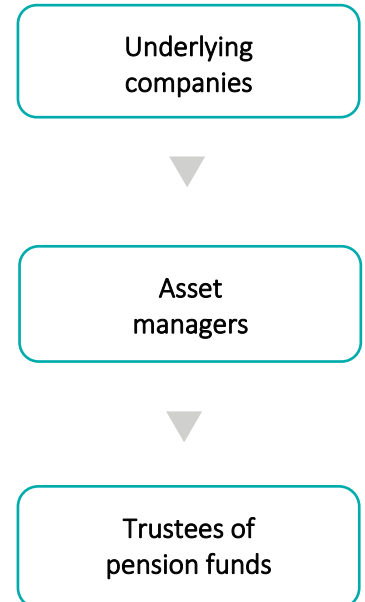 Underlying
companies
Asset
managers
Trustees of
pension funds